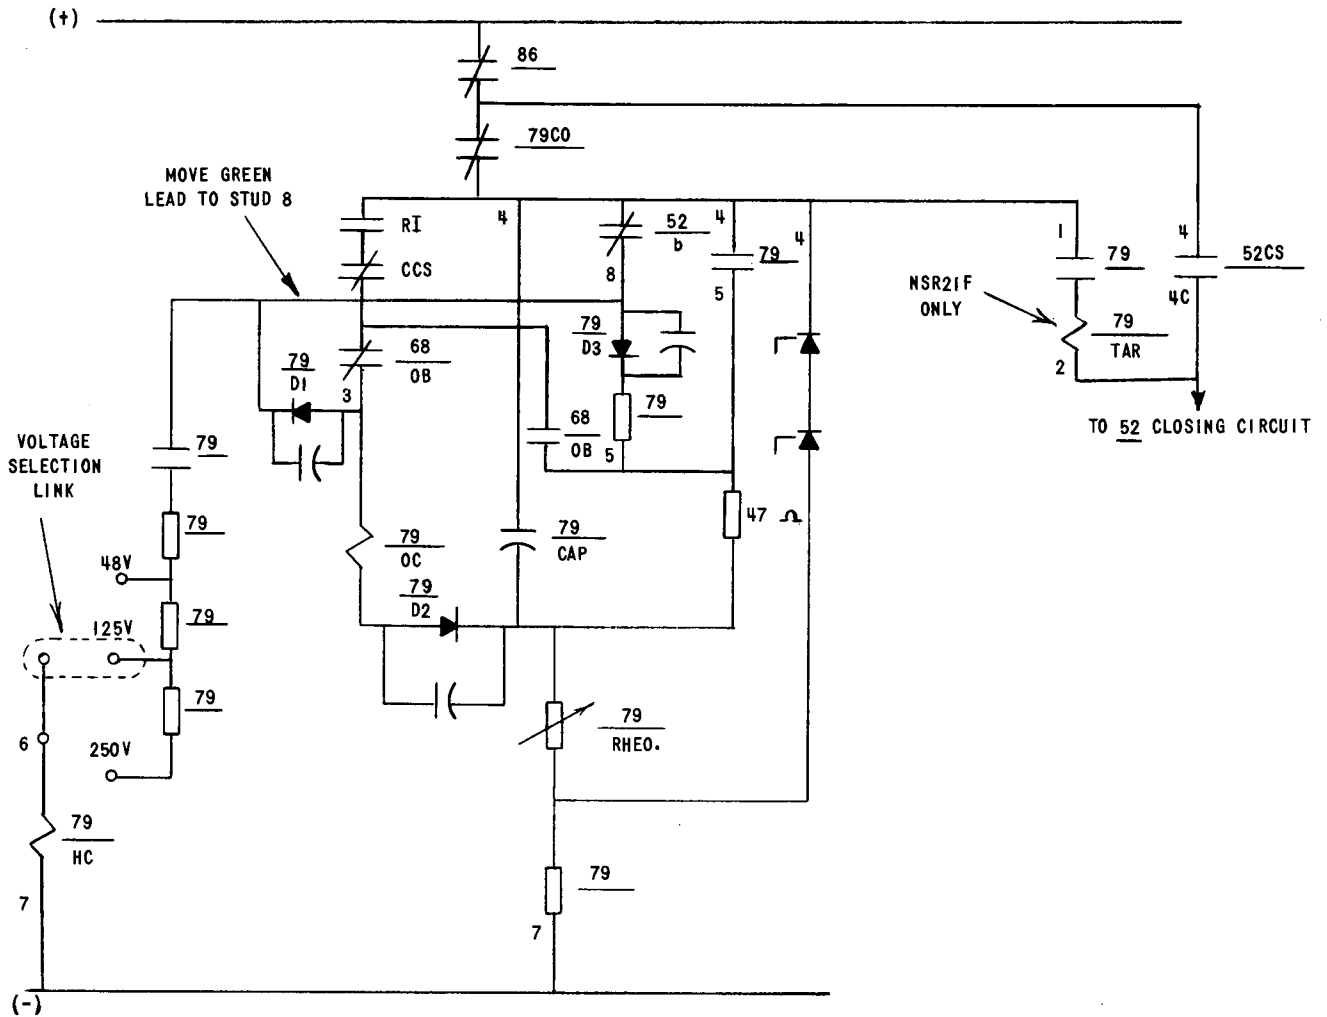 (+)
86
79CO
MOVE GREEN
LEAD TO STUD 8
RI
4
52
b
4
79
4
1
79
4
52CS
CCS
8
5
4C
NSR21F
ONLY
79
D3
79
TAR
68
OB
79
D1
3
2
79
68
OB
5
TO 52 CLOSING CIRCUIT
VOLTAGE
SELECTION
LINK
79
79
47 Ω
79
OC
79
CAP
48V
79
D2
79
125V
79
79
RHEO.
6
250V
79
HC
79
7
7
(-)